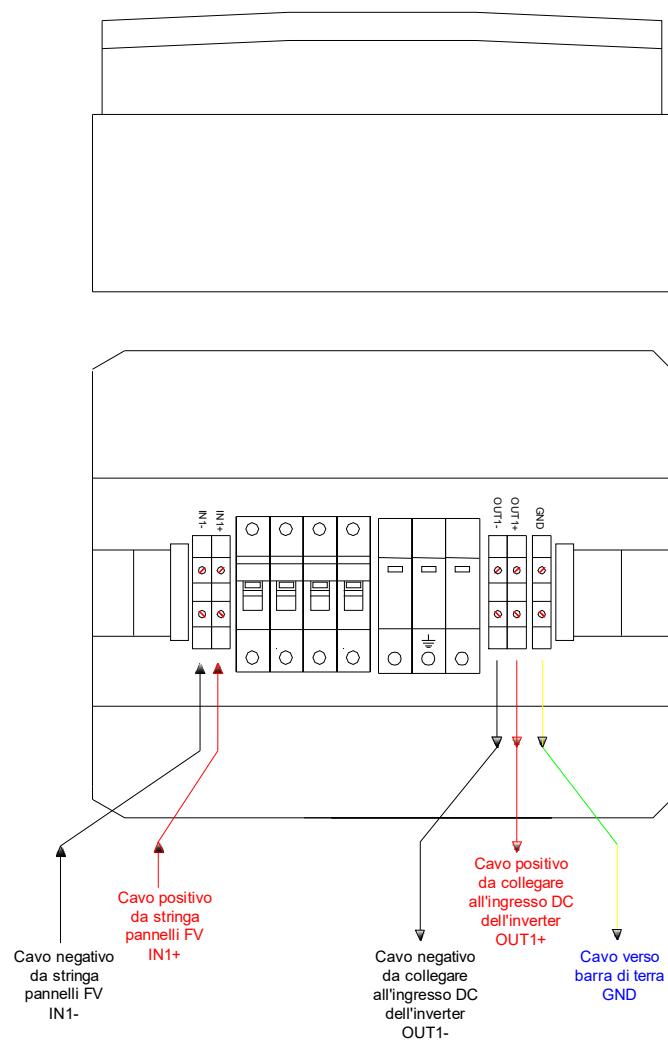 IN1-
IN1+
OUT1-
OUT1+
GND
Cavo negativo
da stringa
pannelli FV
IN1-
Cavo positivo
da stringa
pannelli FV
IN1+
Cavo negativo
da collegare
all'ingresso DC
dell'inverter
OUT1-
Cavo positivo
da collegare
all'ingresso DC
dell'inverter
OUT1+
Cavo verso
barra di terra
GND